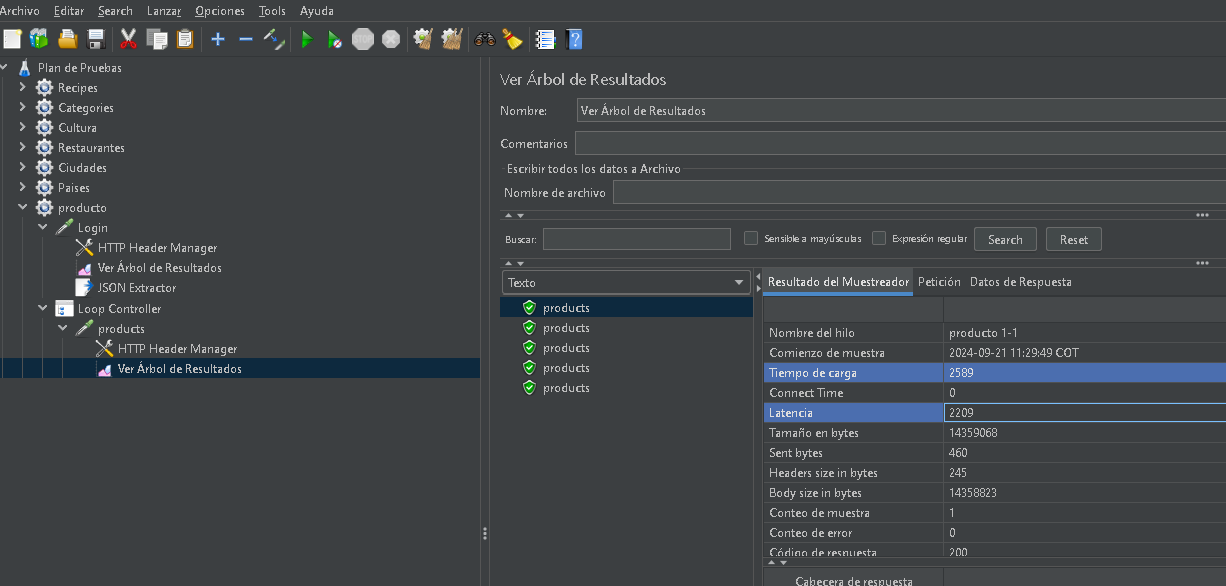 Archivo Editar Search Lanzar Opciones Tools Ayuda
Plan de Pruebas
Recipes
Categories
Cultura
Restaurantes
Ciudades
Paises
producto
Login
HTTP Header Manager
Ver Árbol de Resultados
JSON Extractor
Loop Controller
products
HTTP Header Manager
Ver Árbol de Resultados
Ver Árbol de Resultados
Nombre: Ver Árbol de Resultados
Comentarios
Escribir todos los datos a Archivo
Nombre de archivo
Buscar: Sensible a mayúsculas Expresión regular Search Reset
Texto
products
products
products
products
products
Resultado del Muestreador Petición Datos de Respuesta
Nombre del hilo producto 1-1
Comienzo de muestra 2024-09-21 11:29:49 COT
Tiempo de carga 2589
Connect Time 0
Latencia 2209
Tamaño en bytes 14359068
Sent bytes 460
Headers size in bytes 245
Body size in bytes 14358823
Conteo de muestra 1
Conteo de error 0
Código de respuesta 200
Cabecera de respuesta